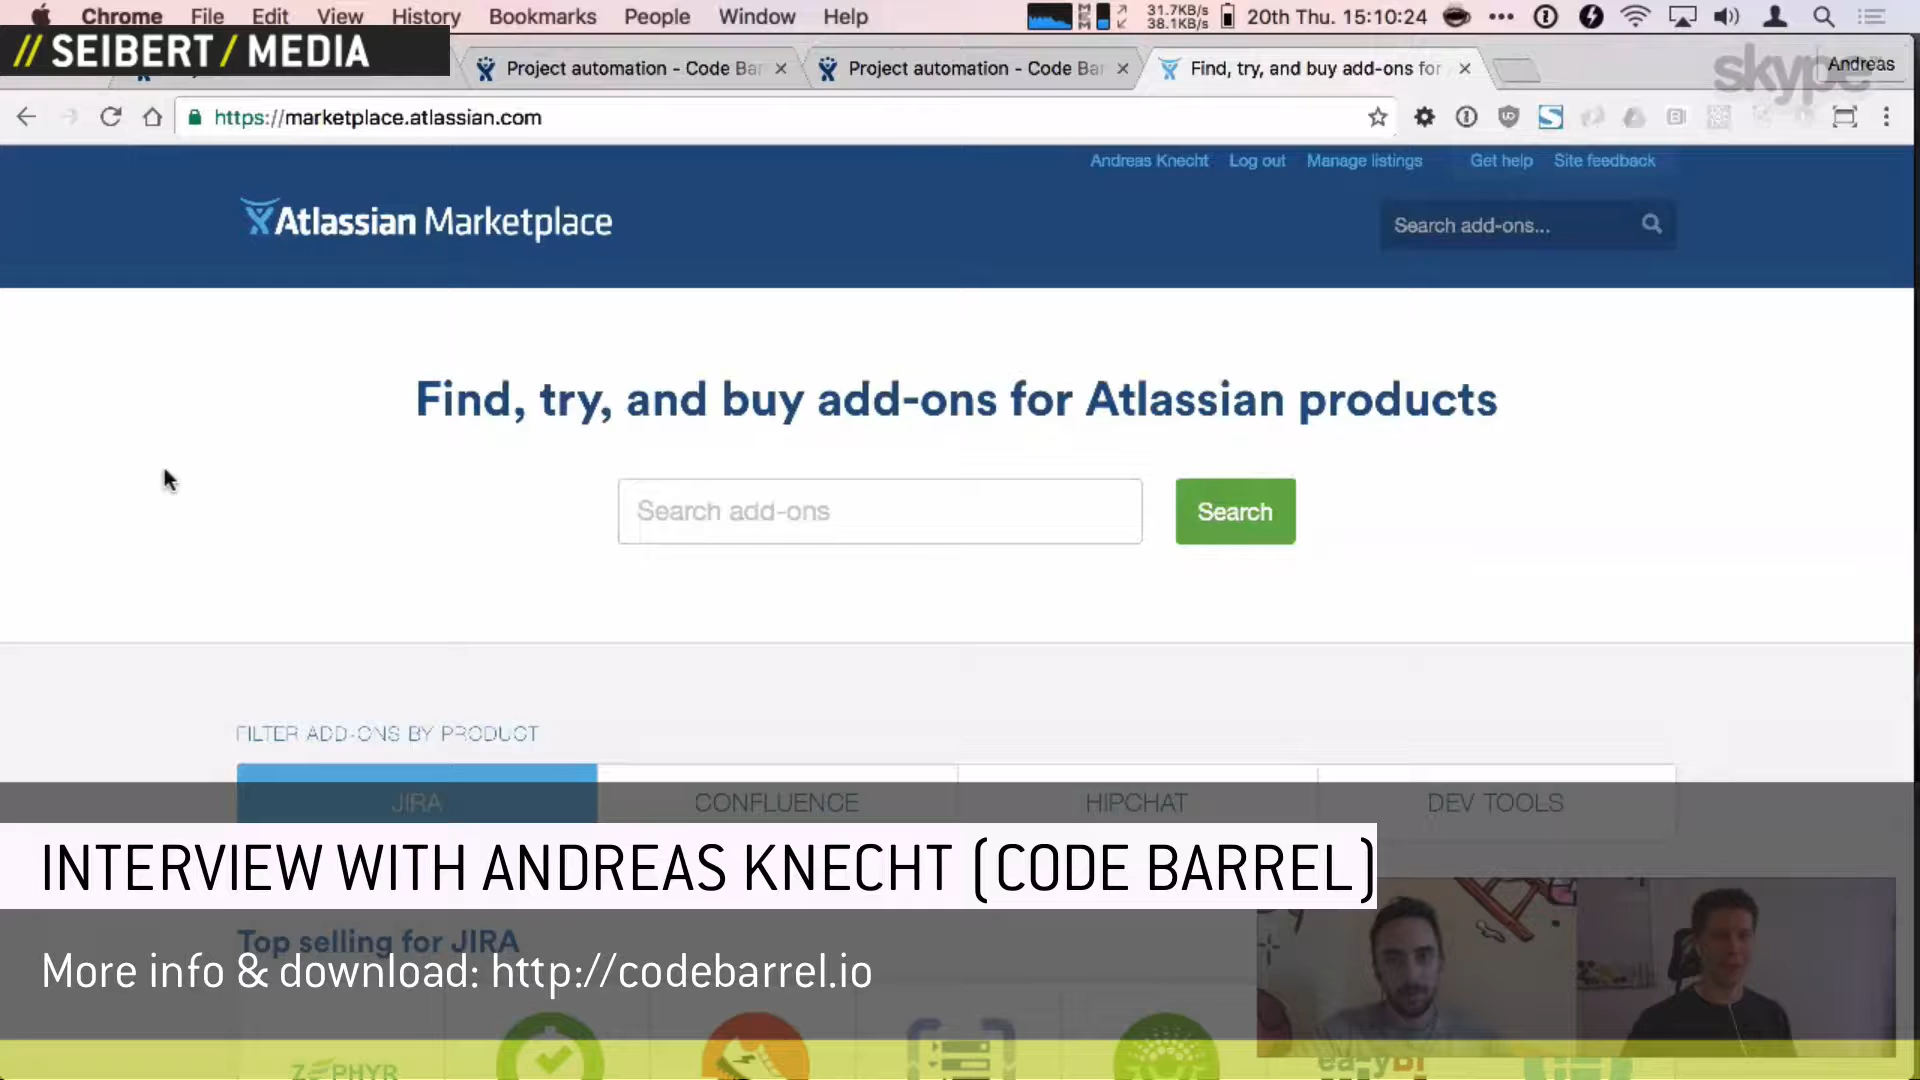 Chrome File Edit View History Bookmarks People Window Help 31.7KB/s 38.1KB/s 20th Thu. 15:10:24
// SEIBERT / MEDIA
Project automation - Code Bar
Project automation - Code Bar
Find, try, and buy add-ons for
skype
Andreas
https://marketplace.atlassian.com
Andreas Knecht Log out Manage listings Get help Site feedback
Atlassian Marketplace
Search add-ons...
Find, try, and buy add-ons for Atlassian products
Search add-ons
Search
FILTER ADD-ONS BY PRODUCT
JIRA CONFLUENCE HIPCHAT DEV TOOLS
INTERVIEW WITH ANDREAS KNECHT (CODE BARREL)
Top selling for JIRA
More info & download: http://codebarrel.io
ZEPHYR
eazyBI